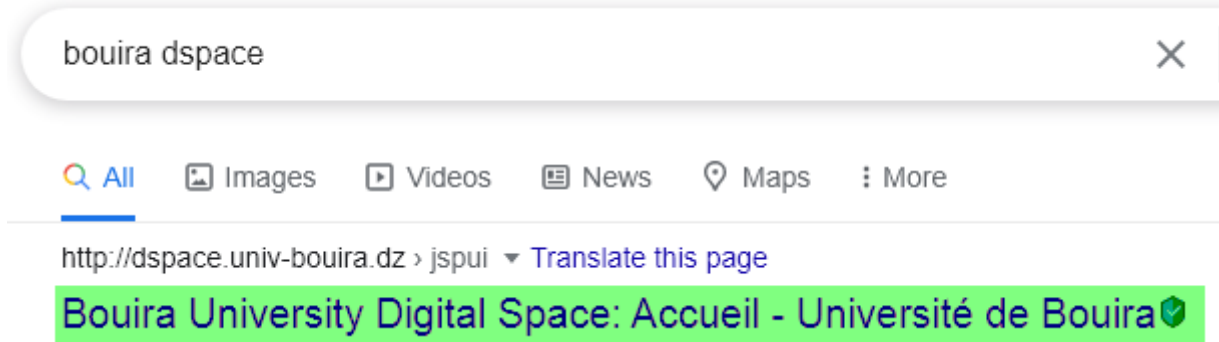 bouira dspace
All Images Videos News Maps More
http://dspace.univ-bouira.dz › jspui Translate this page
Bouira University Digital Space: Accueil - Université de Bouira